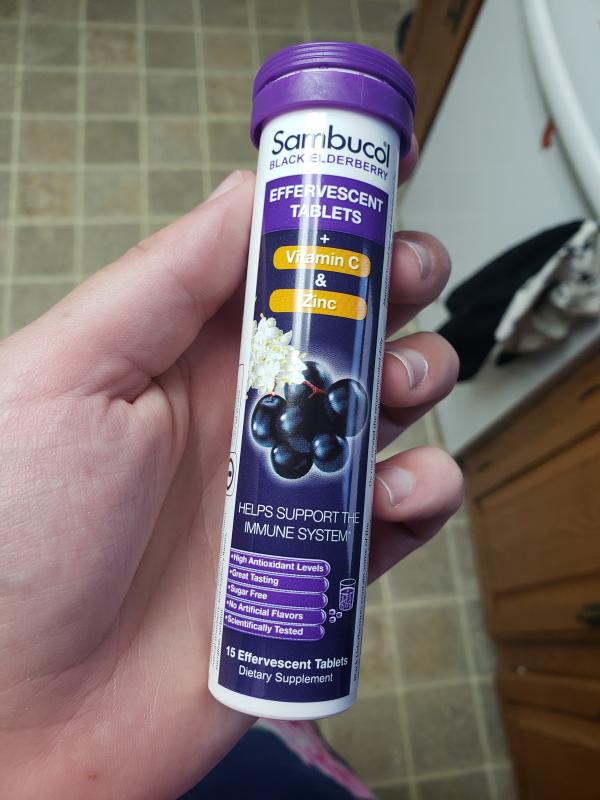 Sambucol
BLACK ELDERBERRY
EFFERVESCENT
TABLETS
+
Vitamin C
&
Zinc
HELPS SUPPORT THE
IMMUNE SYSTEM*
•High Antioxidant Levels
•Great Tasting
•Sugar Free
•No Artificial Flavors
•Scientifically Tested
15 Effervescent Tablets
Dietary Supplement